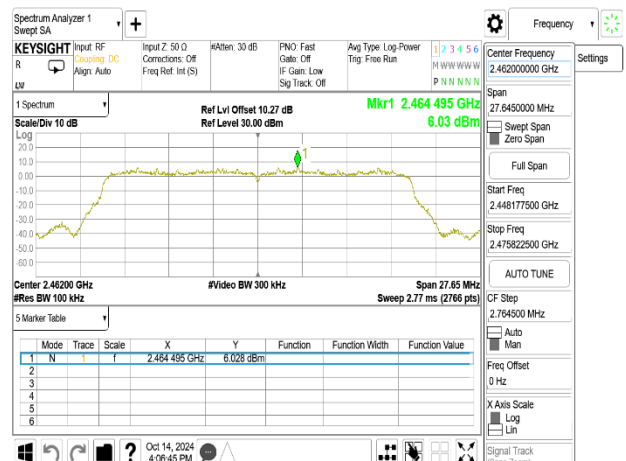 Spectrum Analyzer 1
Swept SA
Frequency
KEYSIGHT
R
Input: RF
Coupling: DC
Align: Auto
Input Z: 50 Ω
Corrections: Off
Freq Ref: Int (S)
#Atten: 30 dB
PNO: Fast
Gate: Off
IF Gain: Low
Sig Track: Off
Avg Type: Log-Power
Trig: Free Run
1 2 3 4 5 6
M W W W W W
P N N N N N
1 Spectrum
Scale/Div 10 dB
Ref Lvl Offset 10.27 dB
Ref Level 30.00 dBm
Mkr1 2.464 495 GHz
6.03 dBm
Log
20.0
10.0
0.00
-10.0
-20.0
-30.0
-40.0
-50.0
-60.0
1
Center 2.46200 GHz
#Res BW 100 kHz
#Video BW 300 kHz
Span 27.65 MHz
Sweep 2.77 ms (2766 pts)
5 Marker Table
Mode Trace Scale X Y Function Function Width Function Value
1 N 1 f 2.464 495 GHz 6.028 dBm
2
3
4
5
6
Oct 14, 2024
4:06:45 PM
Center Frequency
2.462000000 GHz
Settings
Span
27.6450000 MHz
Swept Span
Zero Span
Full Span
Start Freq
2.448177500 GHz
Stop Freq
2.475822500 GHz
AUTO TUNE
CF Step
2.764500 MHz
Auto
Man
Freq Offset
0 Hz
X Axis Scale
Log
Lin
Signal Track